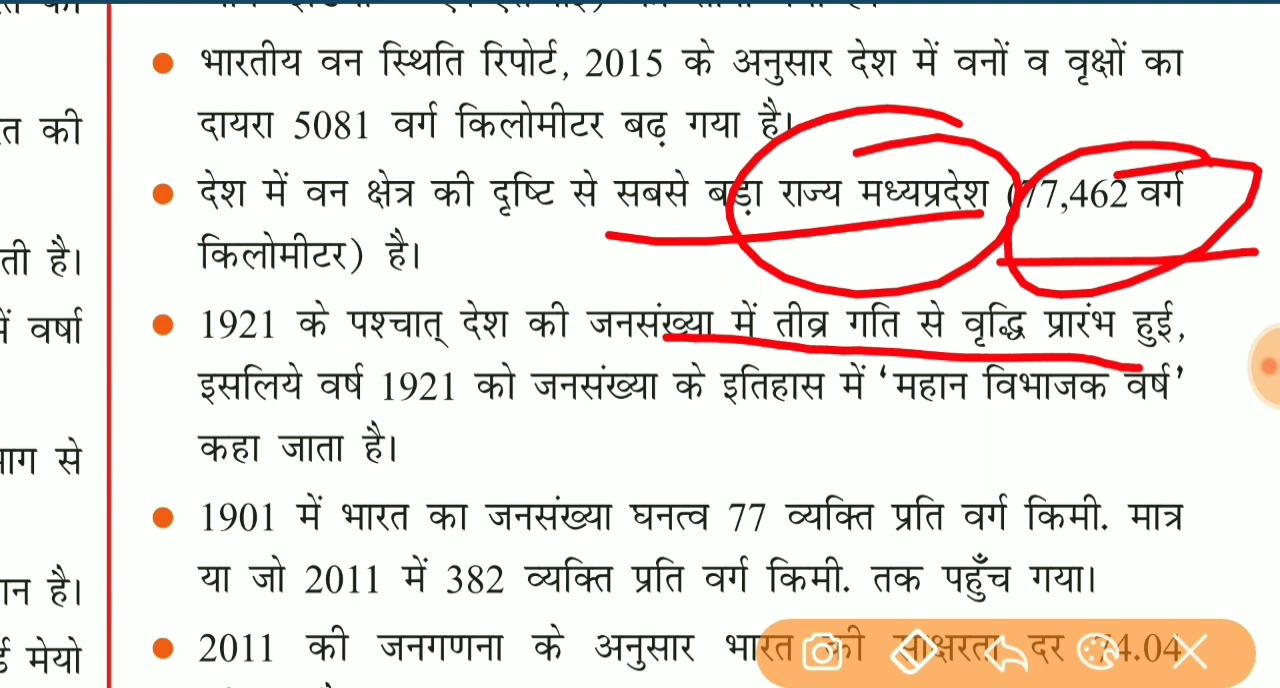 त की
ती है।
में वर्षा
भाग से
ान है।
र्ड मेयो
भारतीय वन स्थिति रिपोर्ट, 2015 के अनुसार देश में वनों व वृक्षों का
दायरा 5081 वर्ग किलोमीटर बढ़ गया है।
देश में वन क्षेत्र की दृष्टि से सबसे बड़ा राज्य मध्यप्रदेश (77,462 वर्ग
किलोमीटर) है।
1921 के पश्चात् देश की जनसंख्या में तीव्र गति से वृद्धि प्रारंभ हुई,
इसलिये वर्ष 1921 को जनसंख्या के इतिहास में ‘महान विभाजक वर्ष’
कहा जाता है।
1901 में भारत का जनसंख्या घनत्व 77 व्यक्ति प्रति वर्ग किमी. मात्र
या जो 2011 में 382 व्यक्ति प्रति वर्ग किमी. तक पहुँच गया।
2011 की जनगणना के अनुसार भारत की साक्षरता दर 74.04